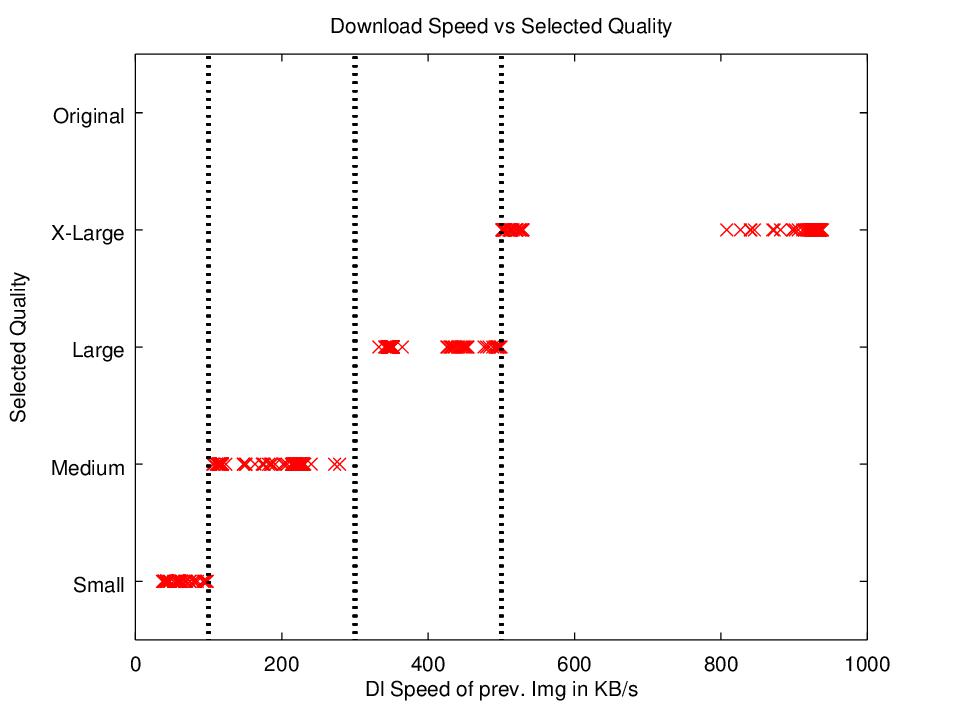 Download Speed vs Selected Quality
Original
X-Large
Large
Medium
Small
Selected Quality
0 200 400 600 800 1000
Dl Speed of prev. Img in KB/s